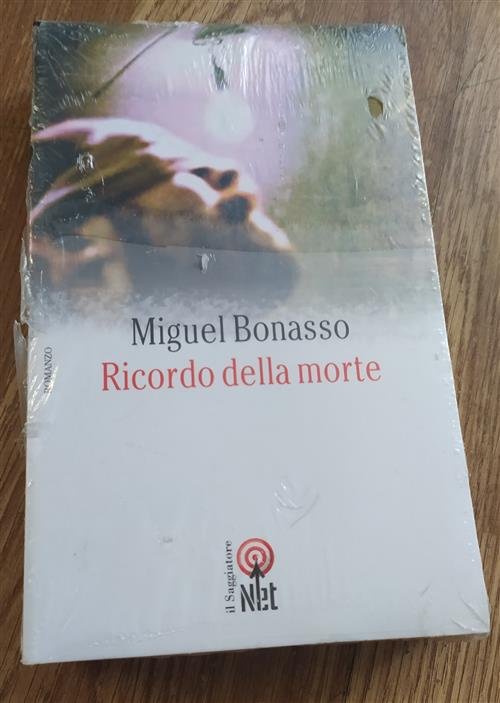 Miguel Bonasso
Ricordo della morte
ROMANZO
il Saggiatore
Net